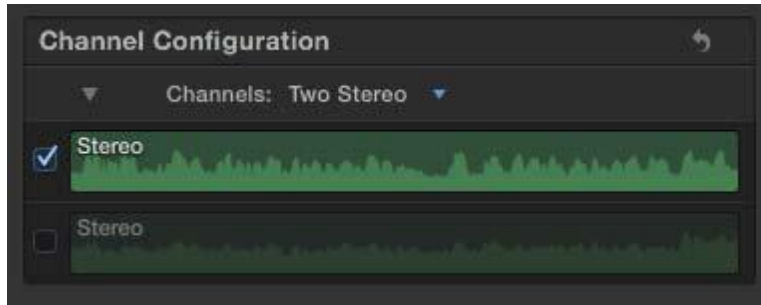 Channel Configuration
Channels: Two Stereo
Stereo
Stereo